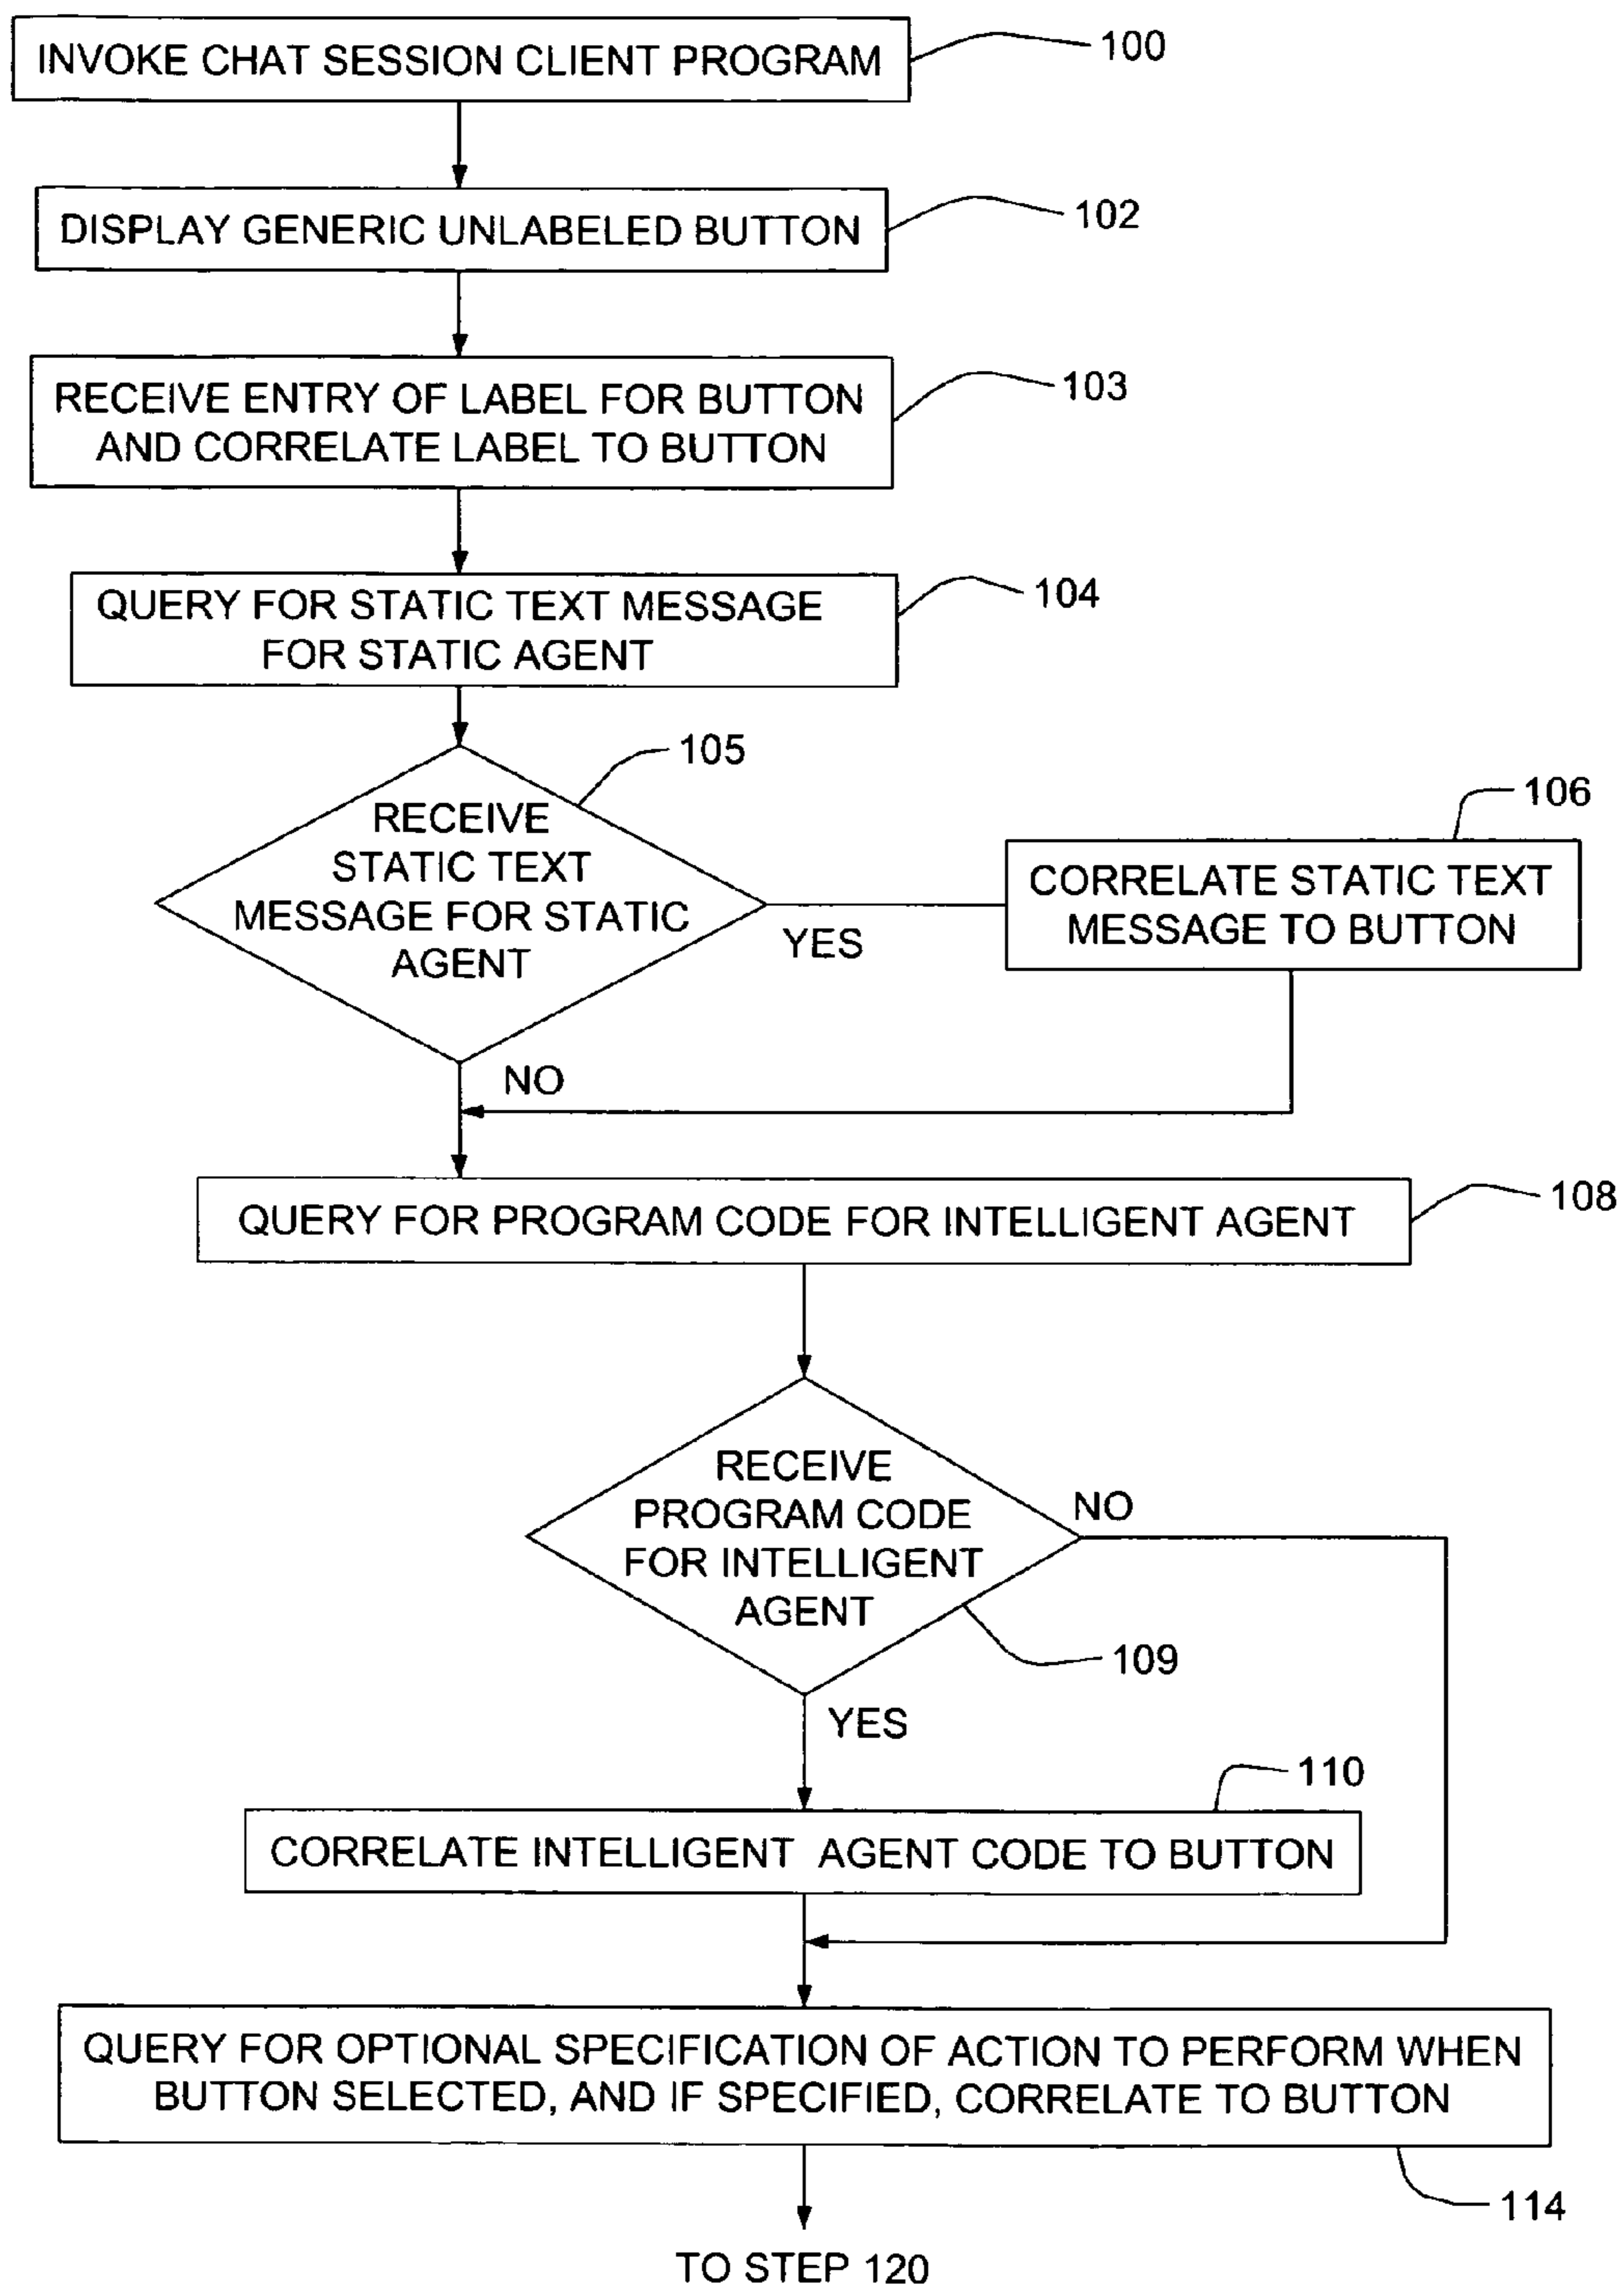 INVOKE CHAT SESSION CLIENT PROGRAM
100
DISPLAY GENERIC UNLABELED BUTTON
102
RECEIVE ENTRY OF LABEL FOR BUTTON
AND CORRELATE LABEL TO BUTTON
103
QUERY FOR STATIC TEXT MESSAGE
FOR STATIC AGENT
104
RECEIVE
STATIC TEXT
MESSAGE FOR STATIC
AGENT
105
YES
106
CORRELATE STATIC TEXT
MESSAGE TO BUTTON
NO
QUERY FOR PROGRAM CODE FOR INTELLIGENT AGENT
108
RECEIVE
PROGRAM CODE
FOR INTELLIGENT
AGENT
NO
109
YES
110
CORRELATE INTELLIGENT AGENT CODE TO BUTTON
QUERY FOR OPTIONAL SPECIFICATION OF ACTION TO PERFORM WHEN
BUTTON SELECTED, AND IF SPECIFIED, CORRELATE TO BUTTON
114
TO STEP 120